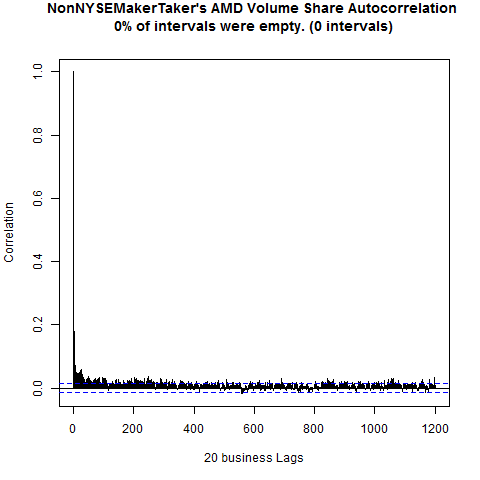 NonNYSEMakerTaker's AMD Volume Share Autocorrelation
0% of intervals were empty. (0 intervals)
1.0
0.8
0.6
0.4
0.2
0.0
Correlation
0 200 400 600 800 1000 1200
20 business Lags